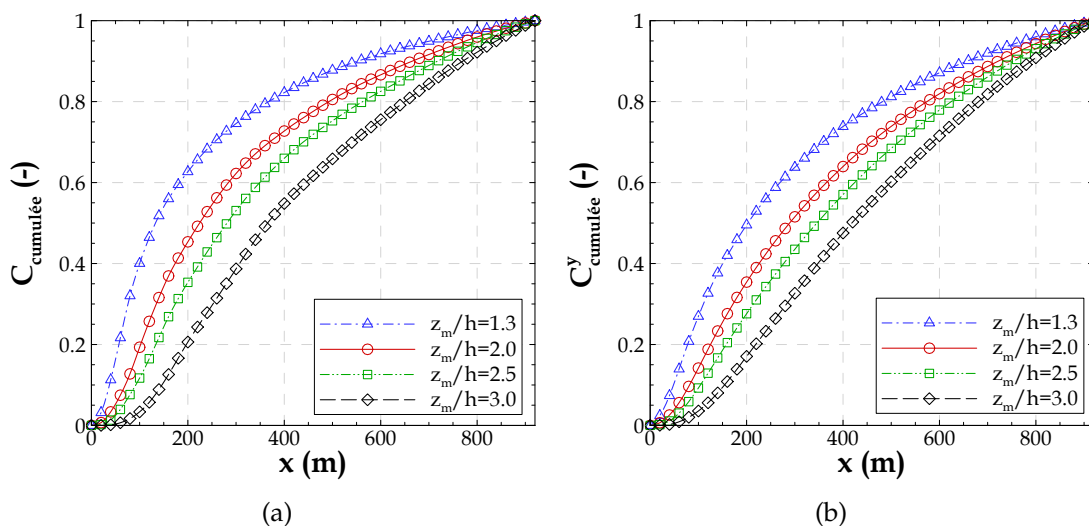 1
0.8
0.6
0.4
0.2
0
C_cumulée (-)
0 200 400 600 800
x (m)
z_m/h=1.3
z_m/h=2.0
z_m/h=2.5
z_m/h=3.0
(a)
1
0.8
0.6
0.4
0.2
0
C^y_cumulée (-)
0 200 400 600 800
x (m)
z_m/h=1.3
z_m/h=2.0
z_m/h=2.5
z_m/h=3.0
(b)